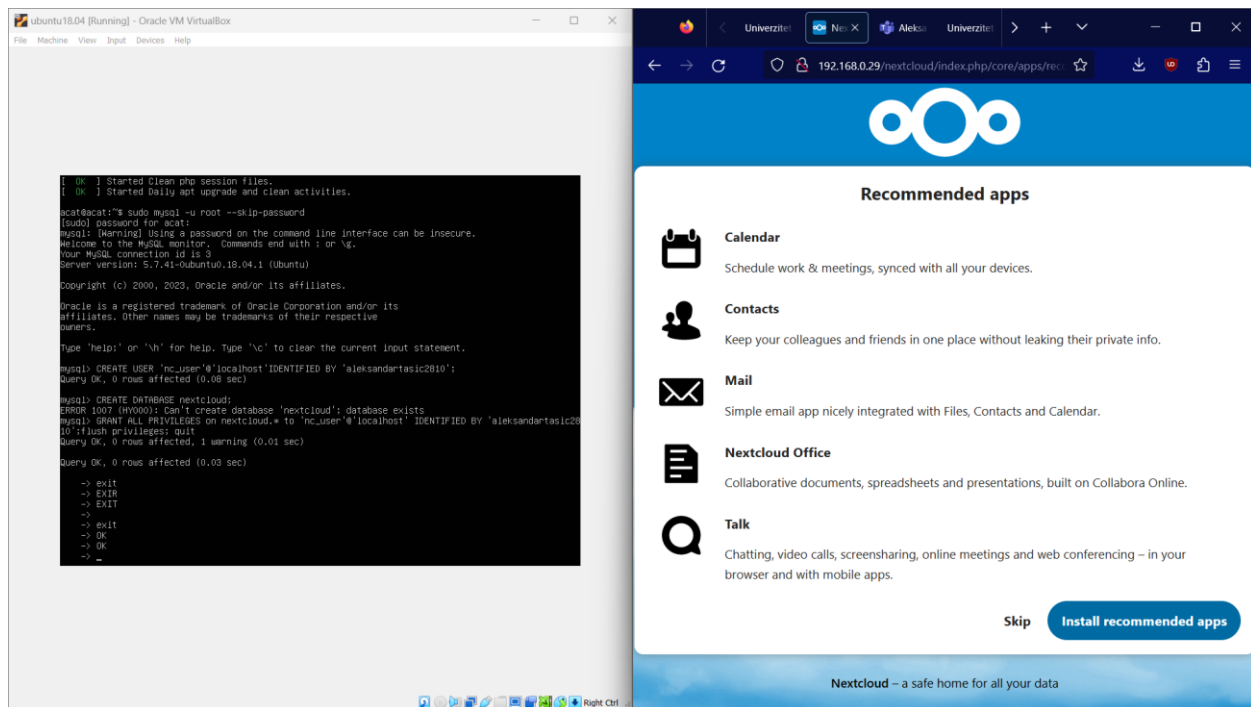 ubuntu18.04 [Running] - Oracle VM VirtualBox
File Machine View Input Devices Help
[ OK ] Started Clean php session files.
[ OK ] Started Daily apt upgrade and clean activities.
acat@acat:~$ sudo mysql -u root --skip-password
[sudo] password for acat:
mysql: [Warning] Using a password on the command line interface can be insecure.
Welcome to the MySQL monitor.  Commands end with ; or \g.
Your MySQL connection id is 3
Server version: 5.7.41-0ubuntu0.18.04.1 (Ubuntu)
Copyright (c) 2000, 2023, Oracle and/or its affiliates.
Oracle is a registered trademark of Oracle Corporation and/or its
affiliates. Other names may be trademarks of their respective
owners.
Type 'help;' or '\h' for help. Type '\c' to clear the current input statement.
mysql> CREATE USER 'nc_user'@'localhost'IDENTIFIED BY 'aleksandartasic2810';
Query OK, 0 rows affected (0.08 sec)
mysql> CREATE DATABASE nextcloud;
ERROR 1007 (HY000): Can't create database 'nextcloud'; database exists
mysql> GRANT ALL PRIVILEGES on nextcloud.* to 'nc_user'@'localhost' IDENTIFIED BY 'aleksandartasic28
10';flush privileges; quit
Query OK, 0 rows affected, 1 warning (0.01 sec)
Query OK, 0 rows affected (0.03 sec)
-> exit
-> EXIR
-> EXIT
->
-> exit
-> OK
-> OK
-> _
Right Ctrl
Univerzitet
Nex
Aleksa
Univerzitet
192.168.0.29/nextcloud/index.php/core/apps/rec
Recommended apps
Calendar
Schedule work & meetings, synced with all your devices.
Contacts
Keep your colleagues and friends in one place without leaking their private info.
Mail
Simple email app nicely integrated with Files, Contacts and Calendar.
Nextcloud Office
Collaborative documents, spreadsheets and presentations, built on Collabora Online.
Talk
Chatting, video calls, screensharing, online meetings and web conferencing – in your
browser and with mobile apps.
Skip
Install recommended apps
Nextcloud – a safe home for all your data